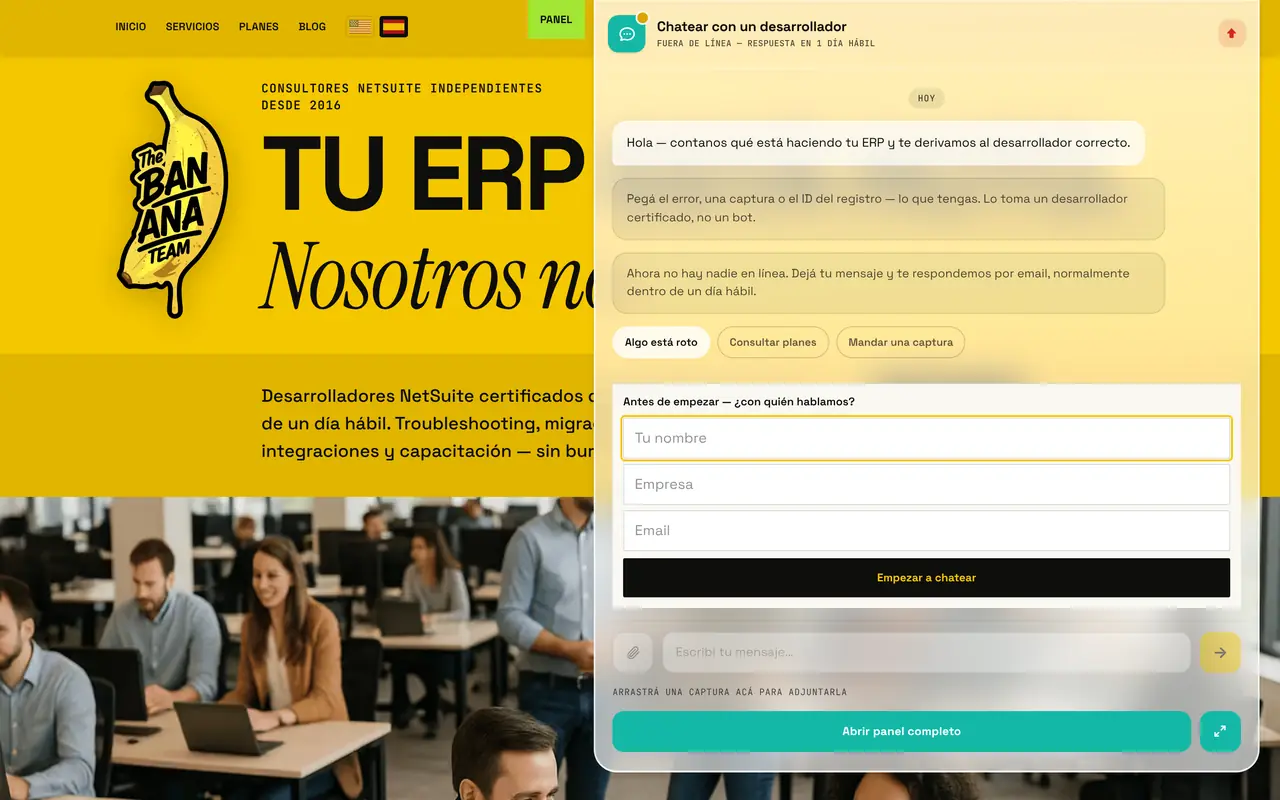 INICIO
SERVICIOS
PLANES
BLOG
PANEL
The
BAN
ANA
TEAM
CONSULTORES NETSUITE INDEPENDIENTES
DESDE 2016
TU ERP
Nosotros no
Desarrolladores NetSuite certificados
de un día hábil. Troubleshooting, migra
integraciones y capacitación — sin bur
Chatear con un desarrollador
FUERA DE LÍNEA — RESPUESTA EN 1 DÍA HÁBIL
HOY
Hola — contanos qué está haciendo tu ERP y te derivamos al desarrollador correcto.
Pegá el error, una captura o el ID del registro — lo que tengas. Lo toma un desarrollador
certificado, no un bot.
Ahora no hay nadie en línea. Dejá tu mensaje y te respondemos por email, normalmente
dentro de un día hábil.
Algo está roto
Consultar planes
Mandar una captura
Antes de empezar — ¿con quién hablamos?
Tu nombre
Empresa
Email
Empezar a chatear
Escribí tu mensaje...
ARRASTRÁ UNA CAPTURA ACÁ PARA ADJUNTARLA
Abrir panel completo